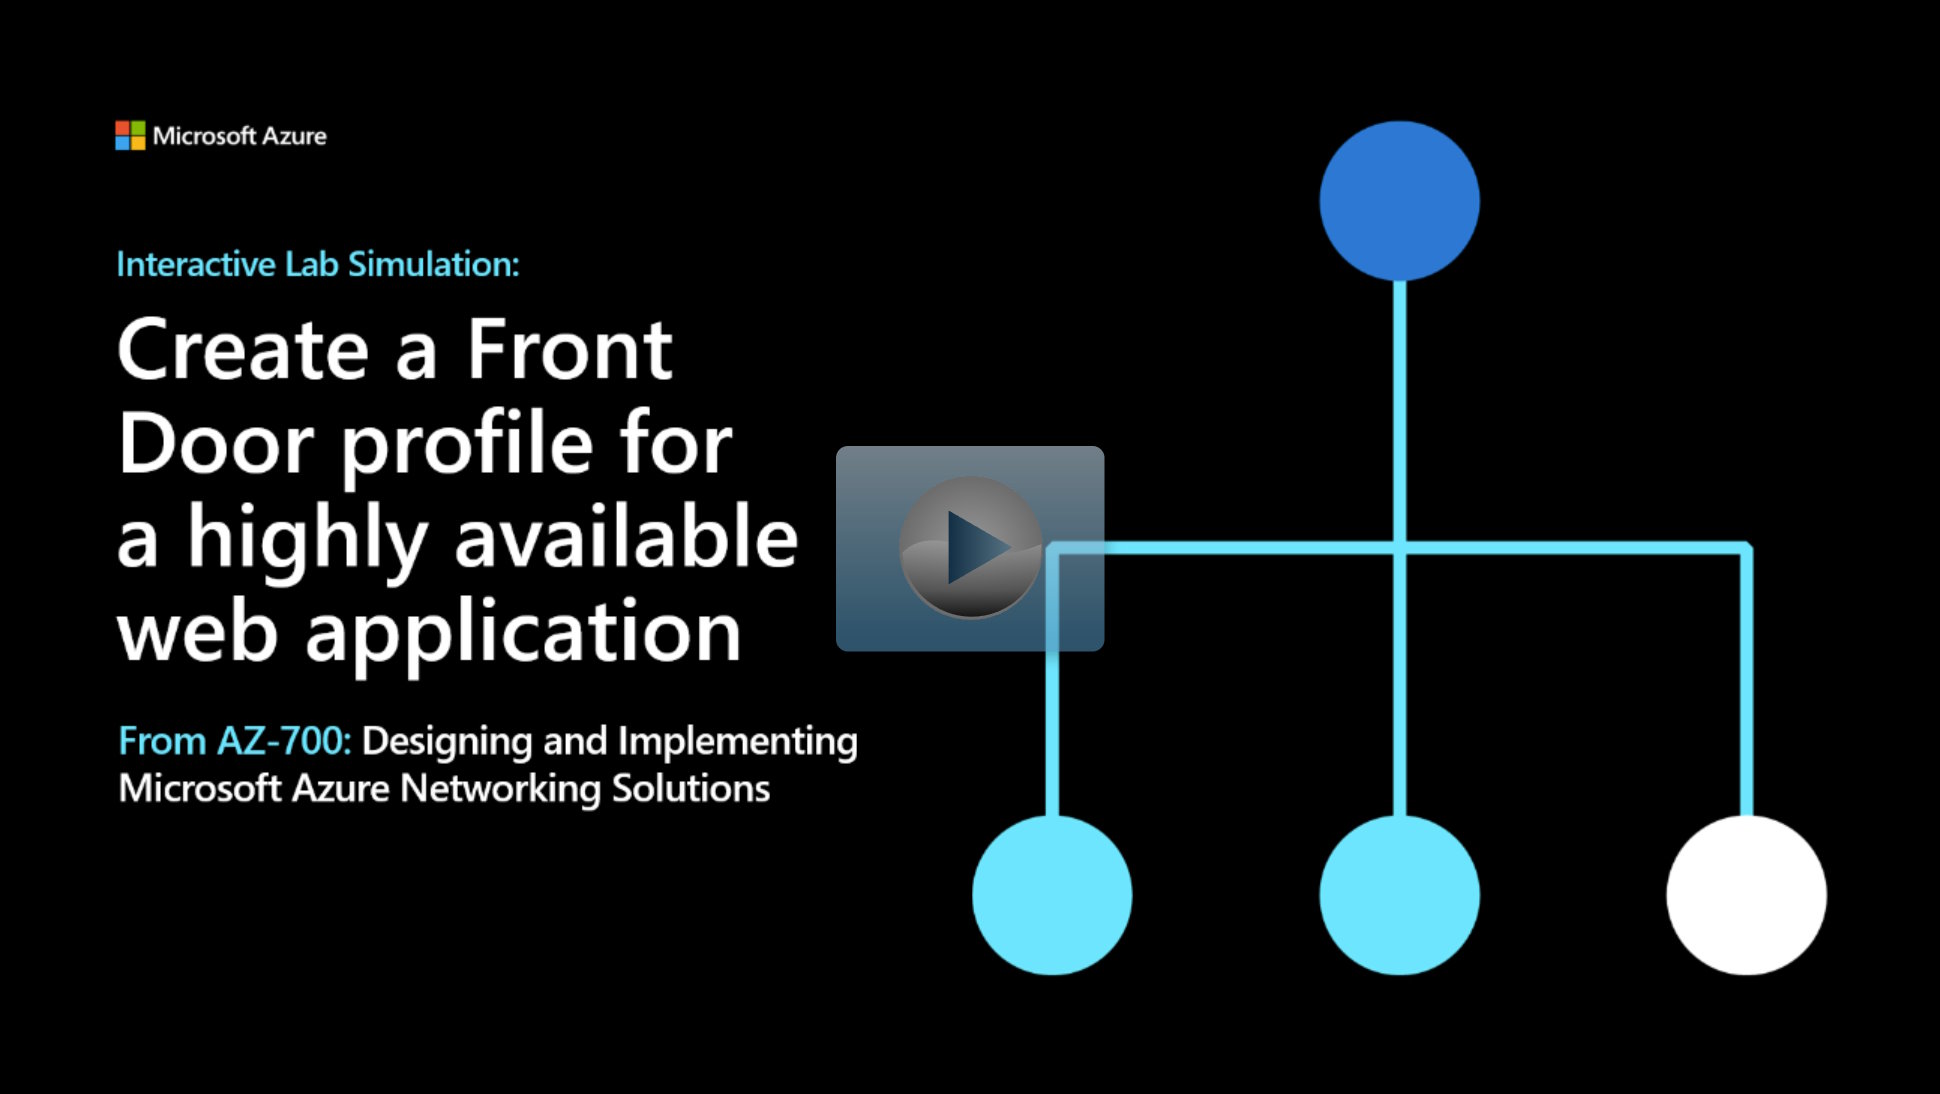 Microsoft Azure
Interactive Lab Simulation:
Create a Front
Door profile for
a highly available
web application
From AZ-700: Designing and Implementing
Microsoft Azure Networking Solutions